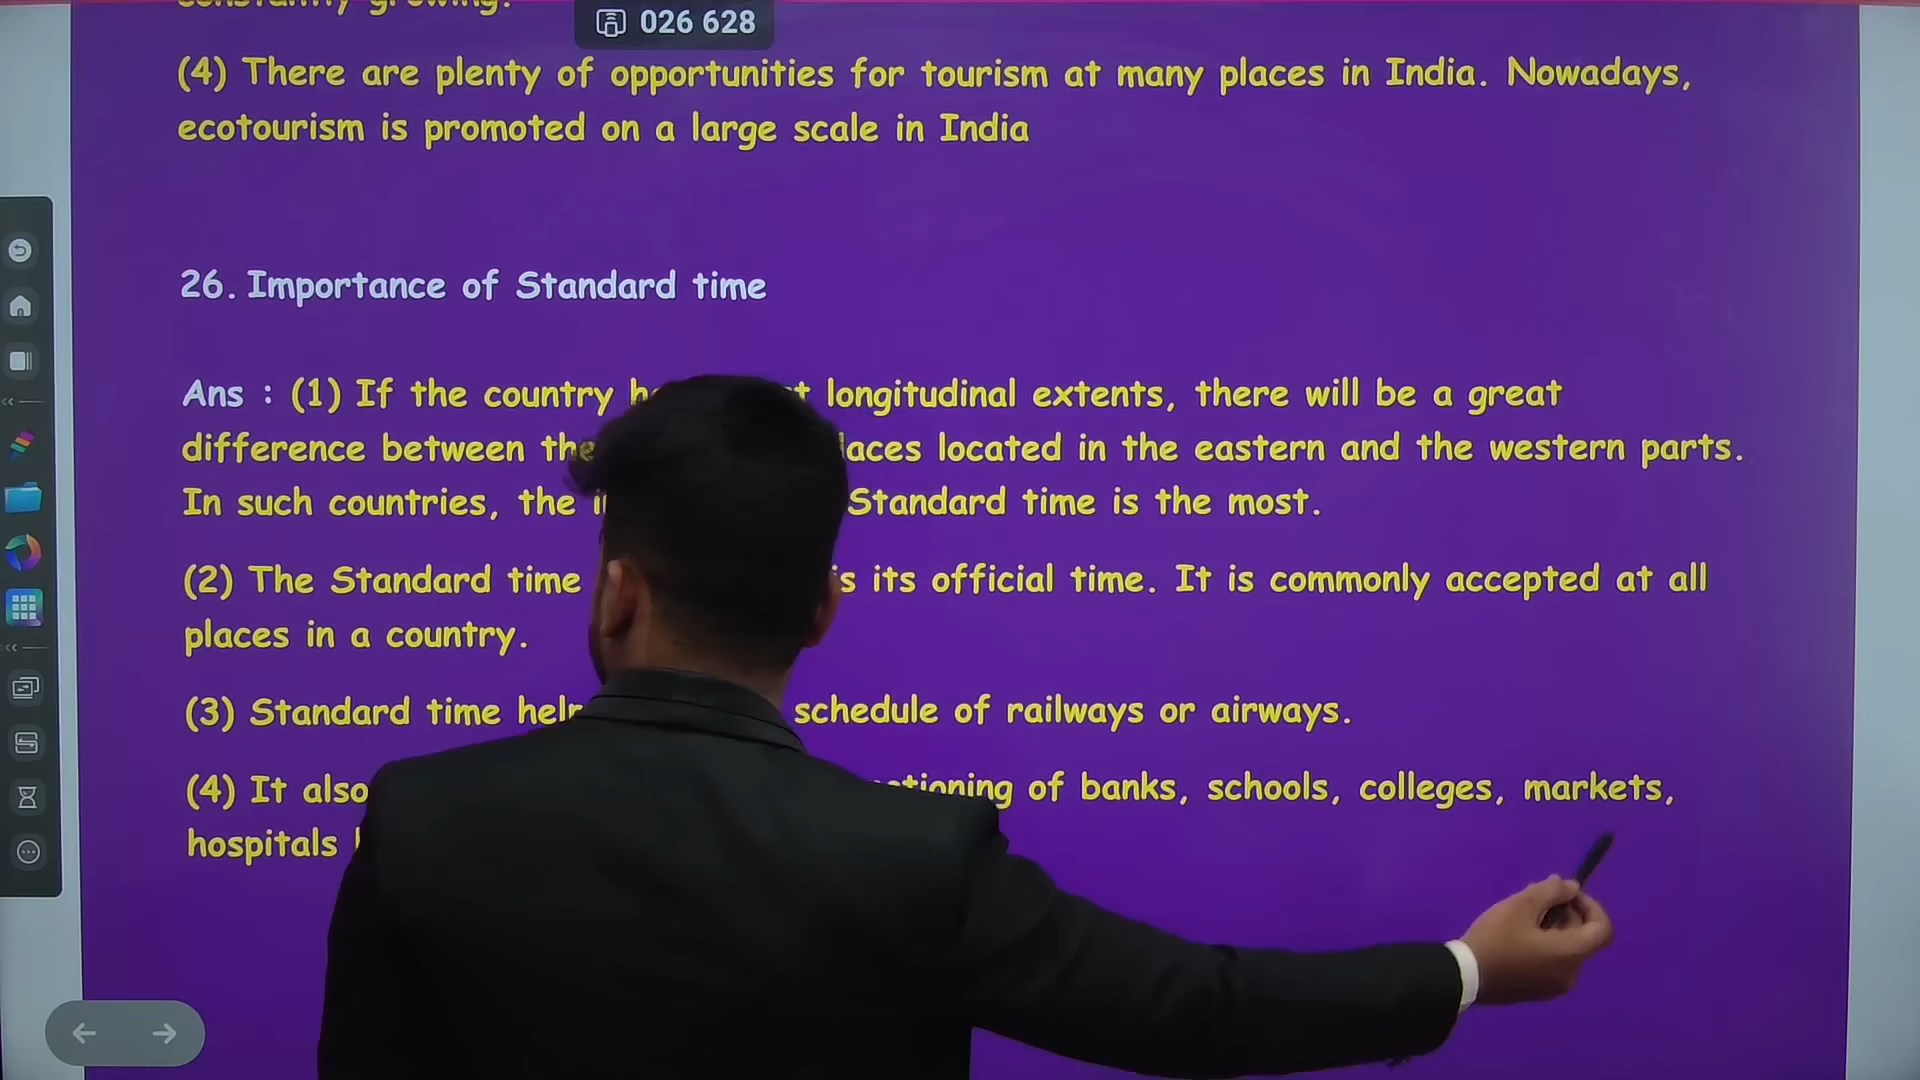 constantly growing.
026 628
(4) There are plenty of opportunities for tourism at many places in India. Nowadays,
ecotourism is promoted on a large scale in India
26. Importance of Standard time
Ans : (1) If the country longitudinal extents, there will be a great
difference between the located in the eastern and the western parts.
In such countries, the Standard time is the most.
(2) The Standard time is its official time. It is commonly accepted at all
places in a country.
(3) Standard time schedule of railways or airways.
(4) It also of banks, schools, colleges, markets,
hospitals